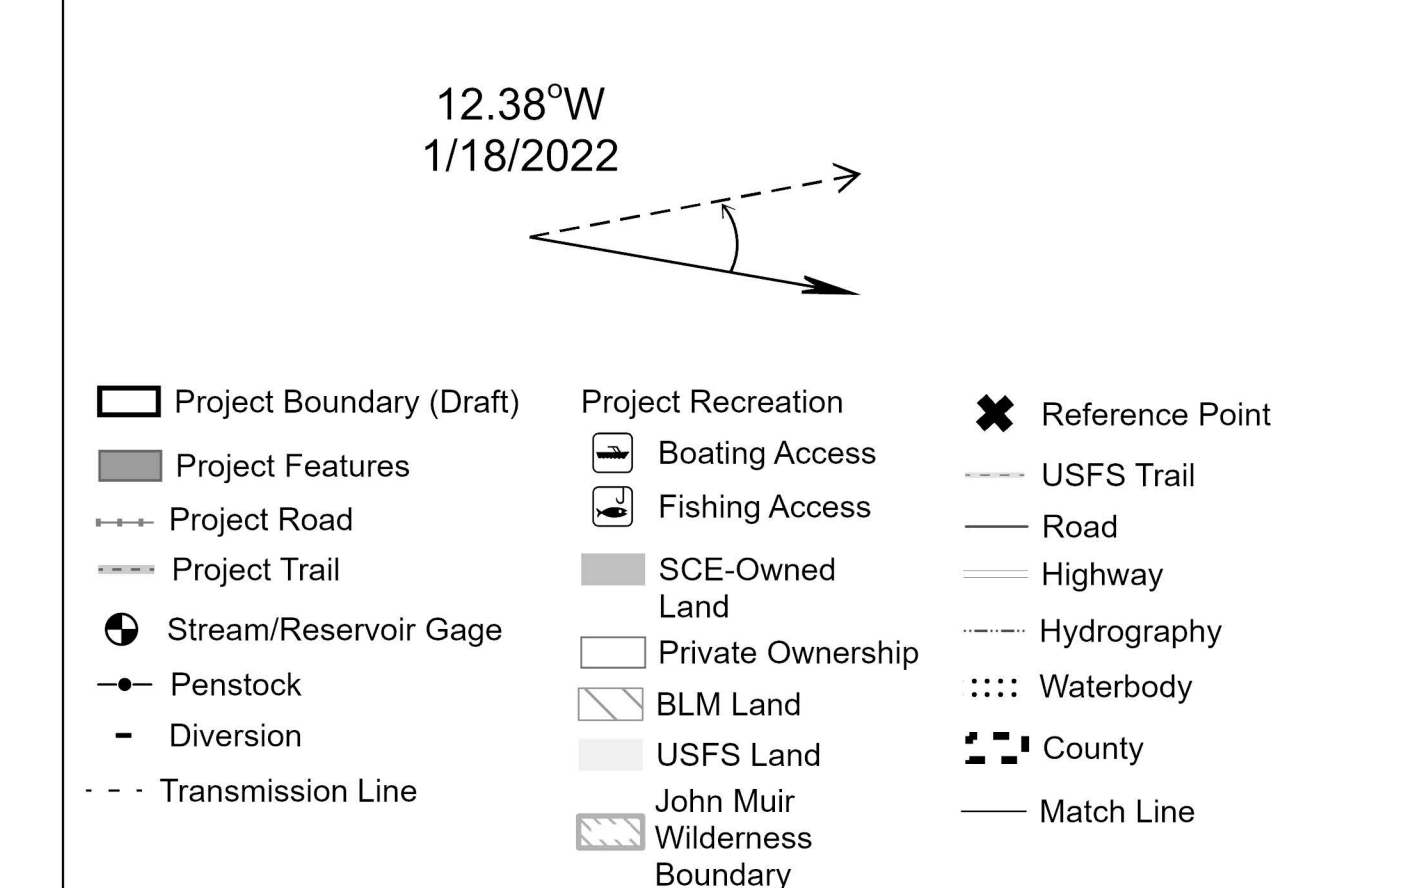 12.38°W
1/18/2022
Project Boundary (Draft)
Project Features
Project Road
Project Trail
Stream/Reservoir Gage
Penstock
Diversion
Transmission Line
Project Recreation
Boating Access
Fishing Access
SCE-Owned
Land
Private Ownership
BLM Land
USFS Land
John Muir
Wilderness
Boundary
Reference Point
USFS Trail
Road
Highway
Hydrography
Waterbody
County
Match Line